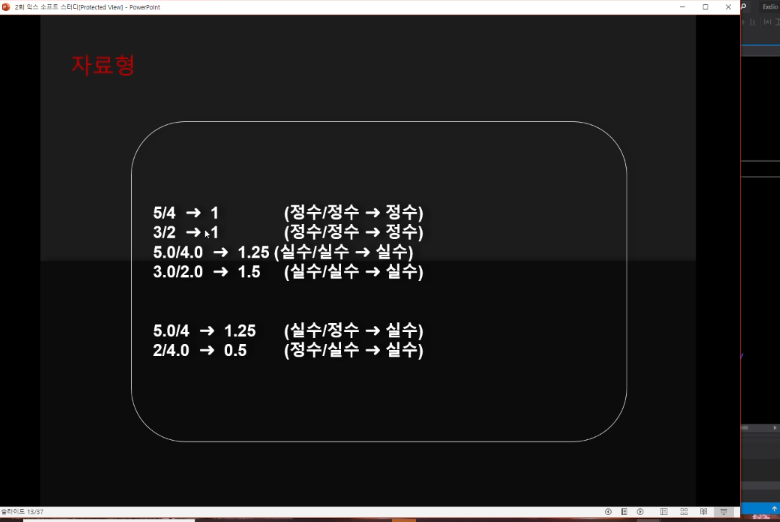 2회 익스 소프트 스터디[Protected View] - PowerPoint
자료형
5/4 → 1 (정수/정수 → 정수)
3/2 → 1 (정수/정수 → 정수)
5.0/4.0 → 1.25 (실수/실수 → 실수)
3.0/2.0 → 1.5 (실수/실수 → 실수)
5.0/4 → 1.25 (실수/정수 → 실수)
2/4.0 → 0.5 (정수/실수 → 실수)
슬라이드 15/37